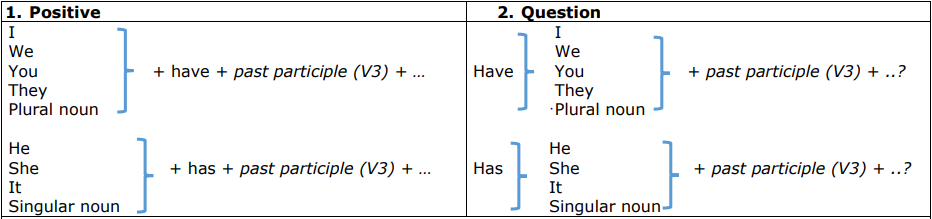 1. Positive
I
We
You + have + past participle (V3) + …
They
Plural noun
He
She + has + past participle (V3) + …
It
Singular noun
2. Question
I
We
Have You + past participle (V3) + ..?
They
Plural noun
He
Has She + past participle (V3) + ..?
It
Singular noun